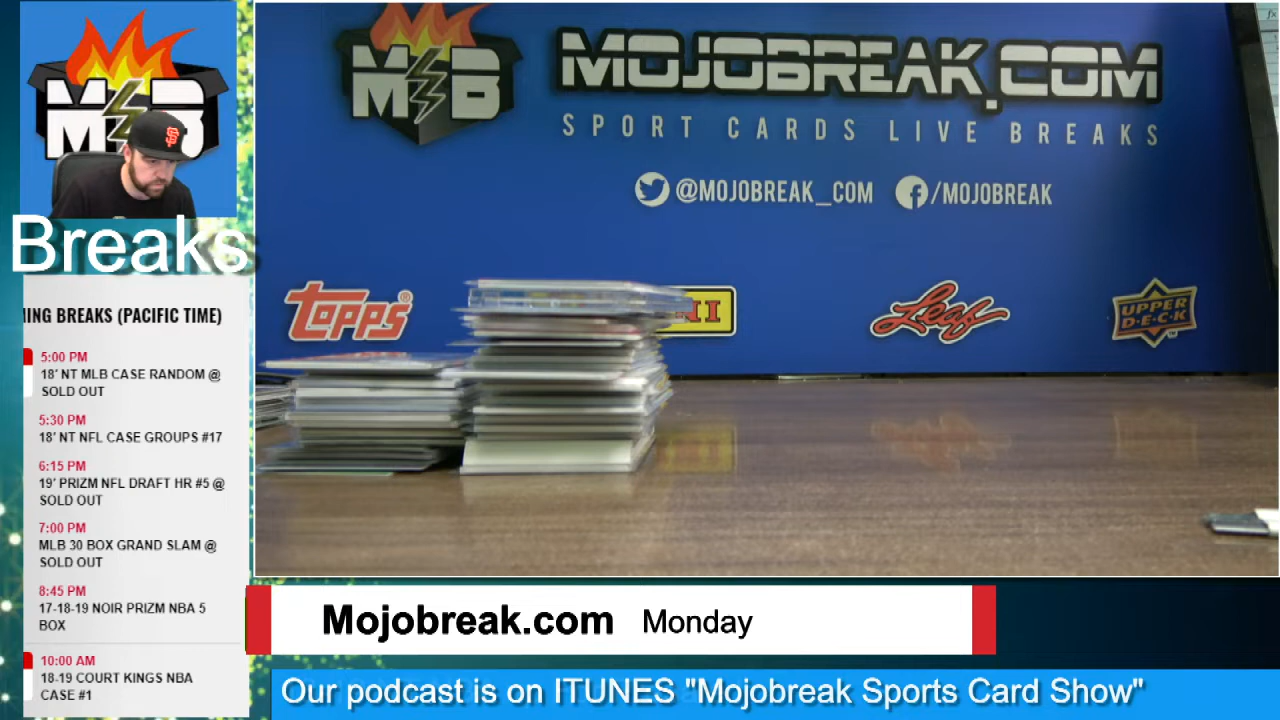 M B
Breaks
ING BREAKS (PACIFIC TIME)
5:00 PM
18' NT MLB CASE RANDOM @
SOLD OUT
5:30 PM
18' NT NFL CASE GROUPS #17
6:15 PM
19' PRIZM NFL DRAFT HR #5 @
SOLD OUT
7:00 PM
MLB 30 BOX GRAND SLAM @
SOLD OUT
8:45 PM
17-18-19 NOIR PRIZM NBA 5
BOX
10:00 AM
18-19 COURT KINGS NBA
CASE #1
M B
MOJOBREAK.COM
SPORT CARDS LIVE BREAKS
@MOJOBREAK_COM /MOJOBREAK
TOPPS
Leaf
UPPER
DECK
Mojobreak.com Monday
Our podcast is on ITUNES "Mojobreak Sports Card Show"